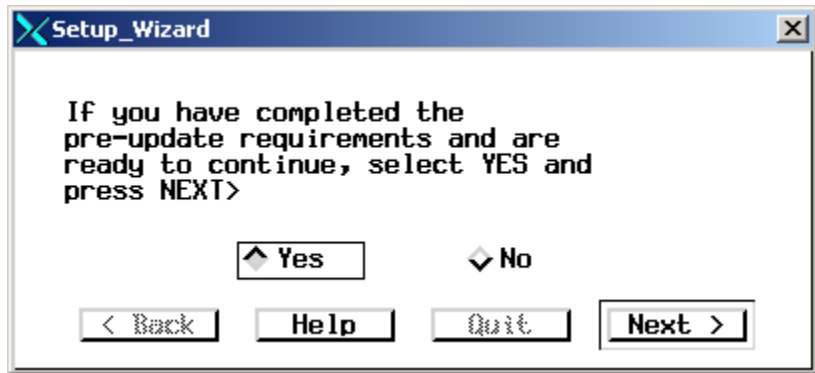 Setup_Wizard
If you have completed the
pre-update requirements and are
ready to continue, select YES and
press NEXT>
Yes No
< Back Help Quit Next >